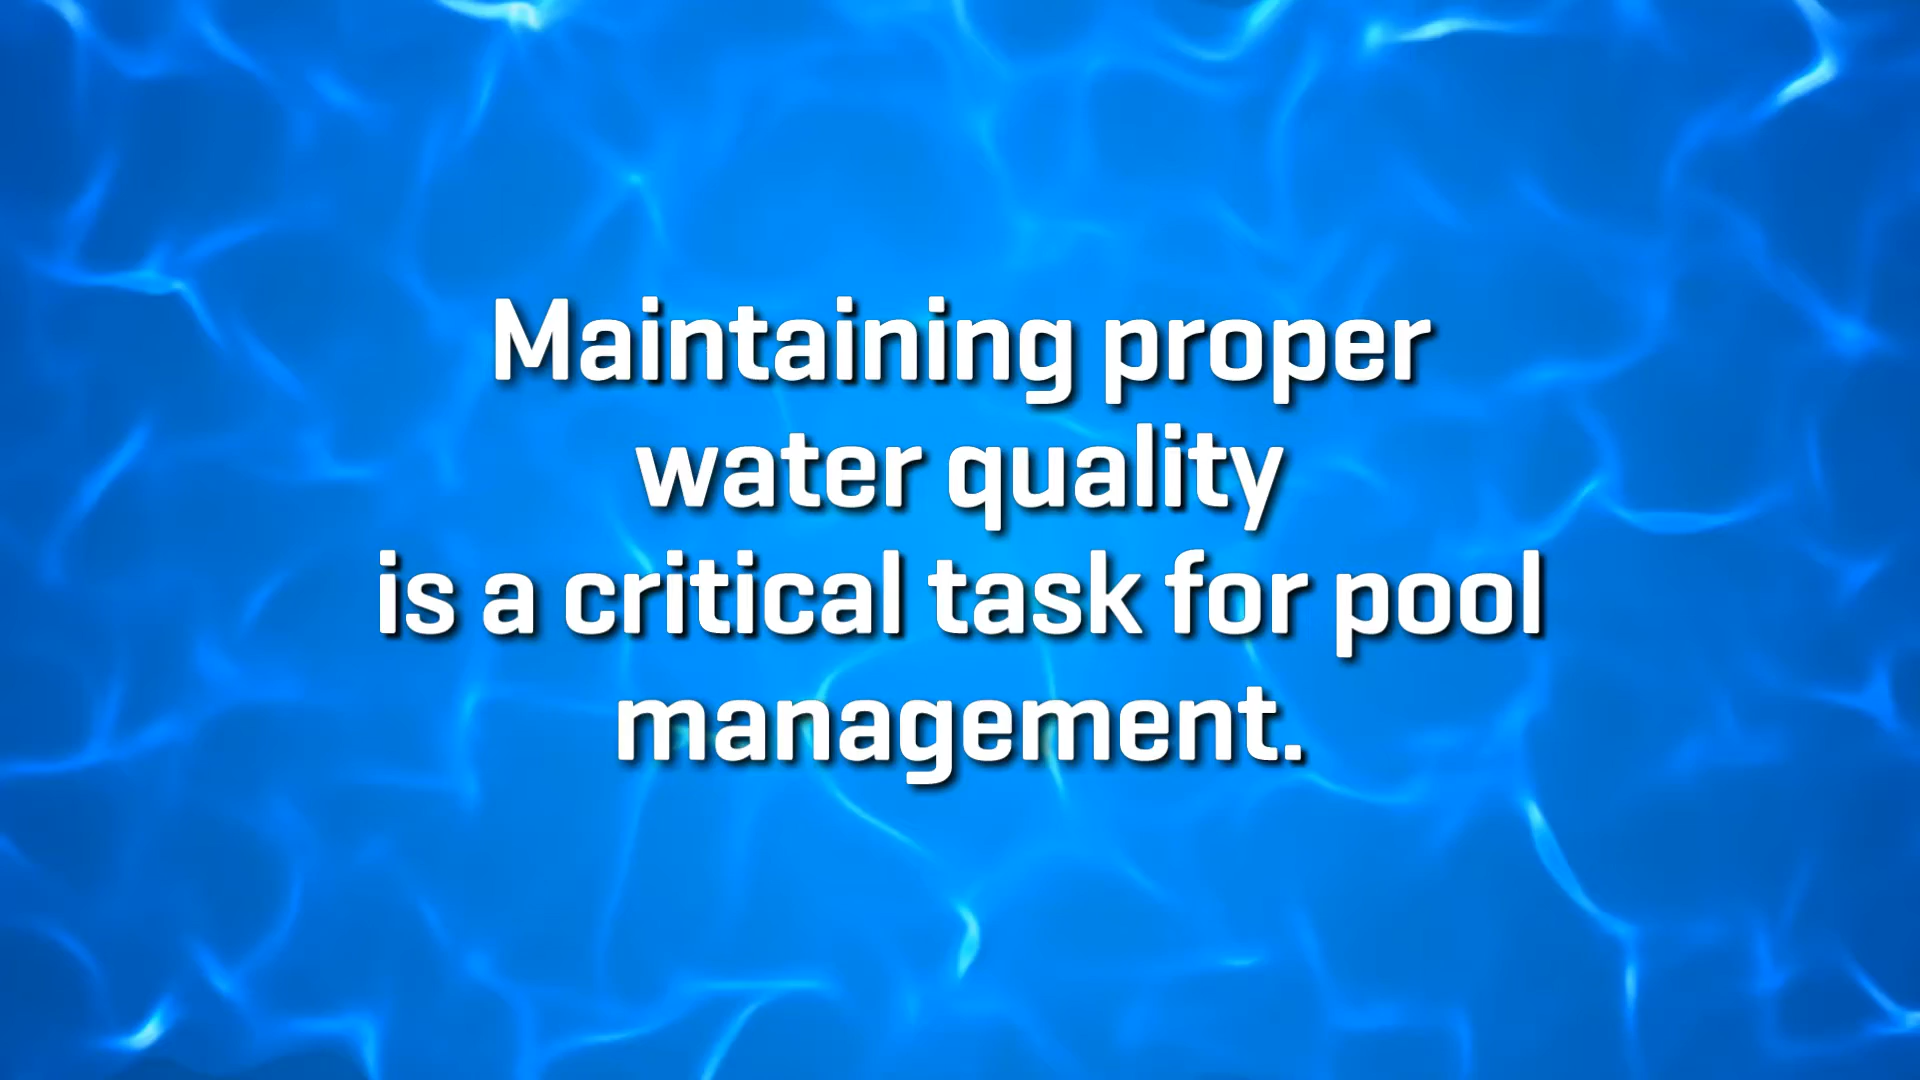 Maintaining proper
water quality
is a critical task for pool
management.